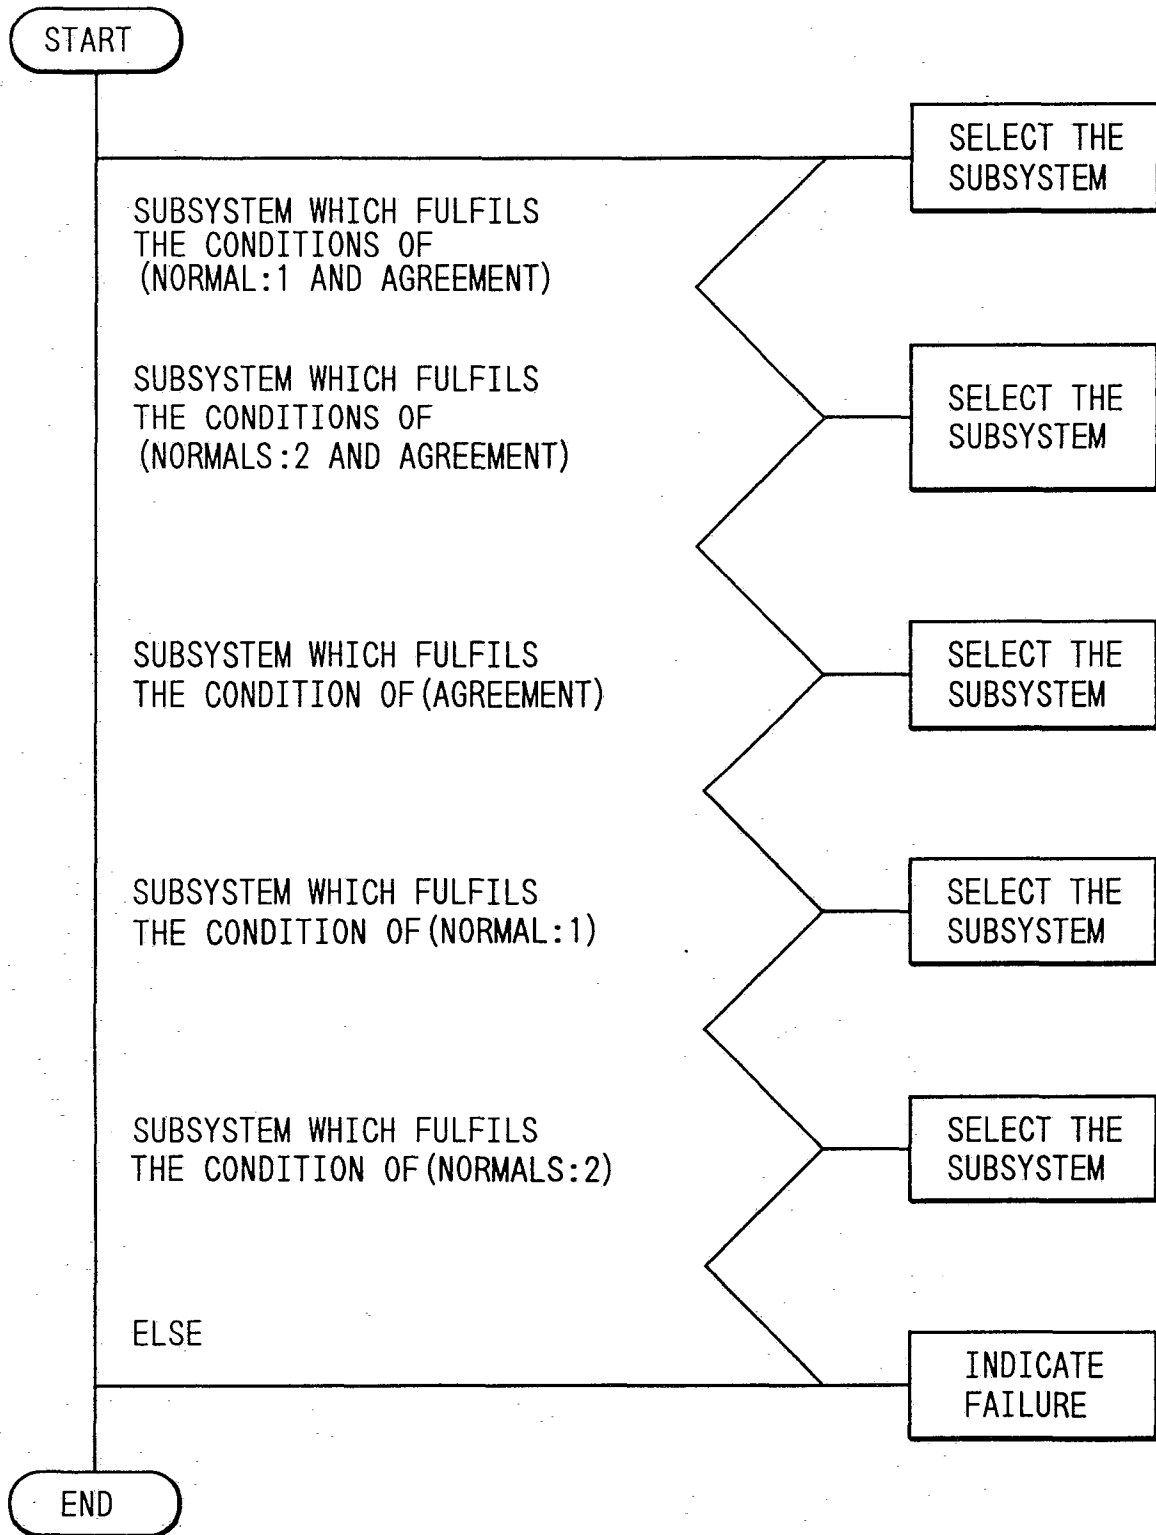 START
SELECT THE
SUBSYSTEM
SUBSYSTEM WHICH FULFILS
THE CONDITIONS OF
(NORMAL:1 AND AGREEMENT)
SUBSYSTEM WHICH FULFILS
THE CONDITIONS OF
(NORMALS:2 AND AGREEMENT)
SELECT THE
SUBSYSTEM
SUBSYSTEM WHICH FULFILS
THE CONDITION OF(AGREEMENT)
SELECT THE
SUBSYSTEM
SUBSYSTEM WHICH FULFILS
THE CONDITION OF(NORMAL:1)
SELECT THE
SUBSYSTEM
SUBSYSTEM WHICH FULFILS
THE CONDITION OF(NORMALS:2)
SELECT THE
SUBSYSTEM
ELSE
INDICATE
FAILURE
END